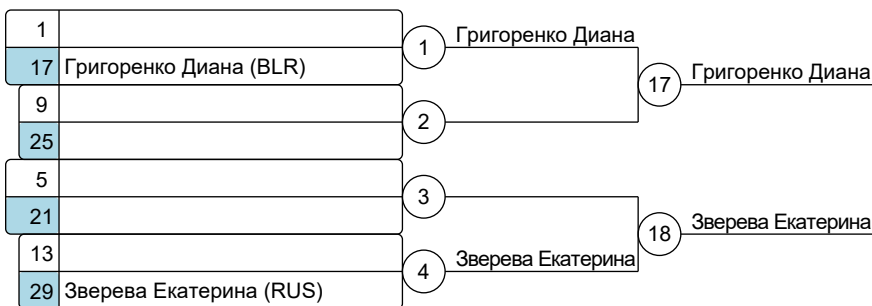 1
17 Григоренко Диана (BLR)
1
Григоренко Диана
9
25
2
17
Григоренко Диана
5
21
3
13
29 Зверева Екатерина (RUS)
4
Зверева Екатерина
18
Зверева Екатерина